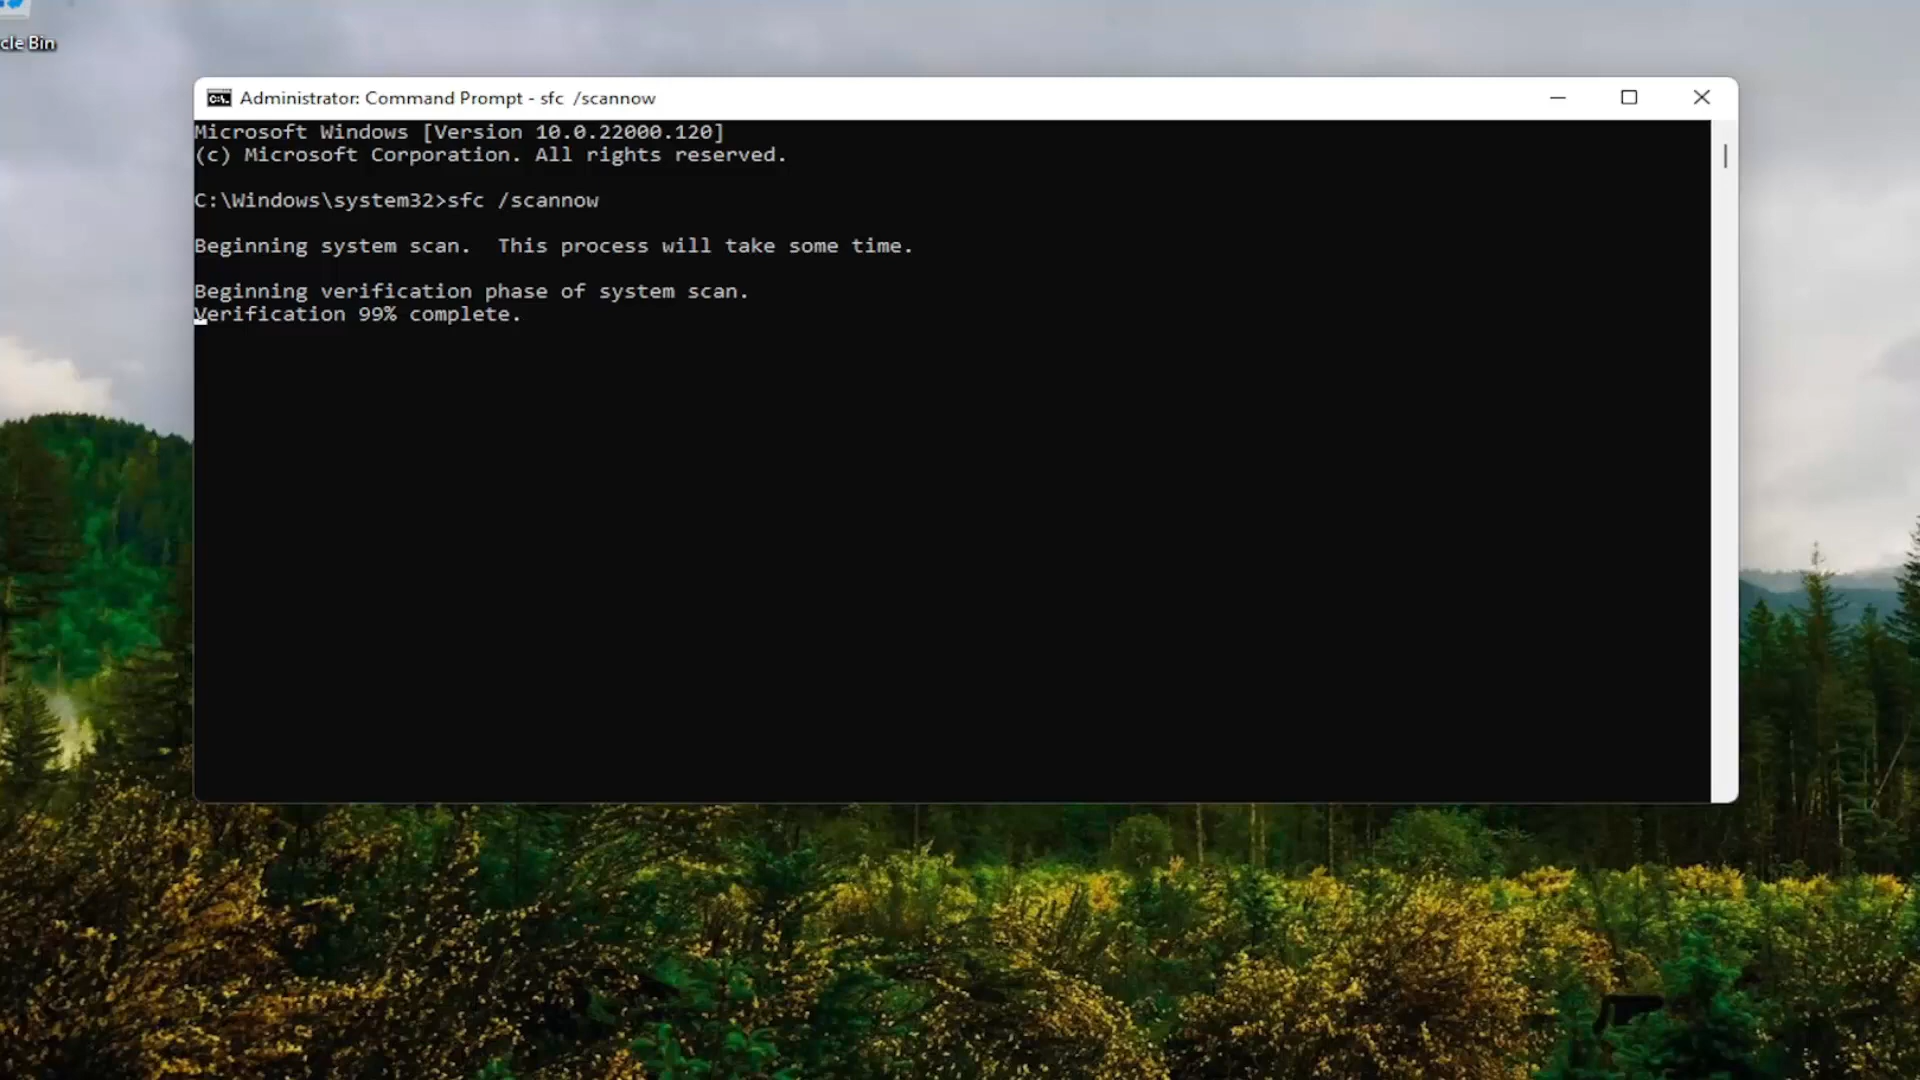 cle Bin
Administrator: Command Prompt - sfc  /scannow
Microsoft Windows [Version 10.0.22000.120]
(c) Microsoft Corporation. All rights reserved.
C:\Windows\system32>sfc /scannow
Beginning system scan.  This process will take some time.
Beginning verification phase of system scan.
Verification 99% complete.